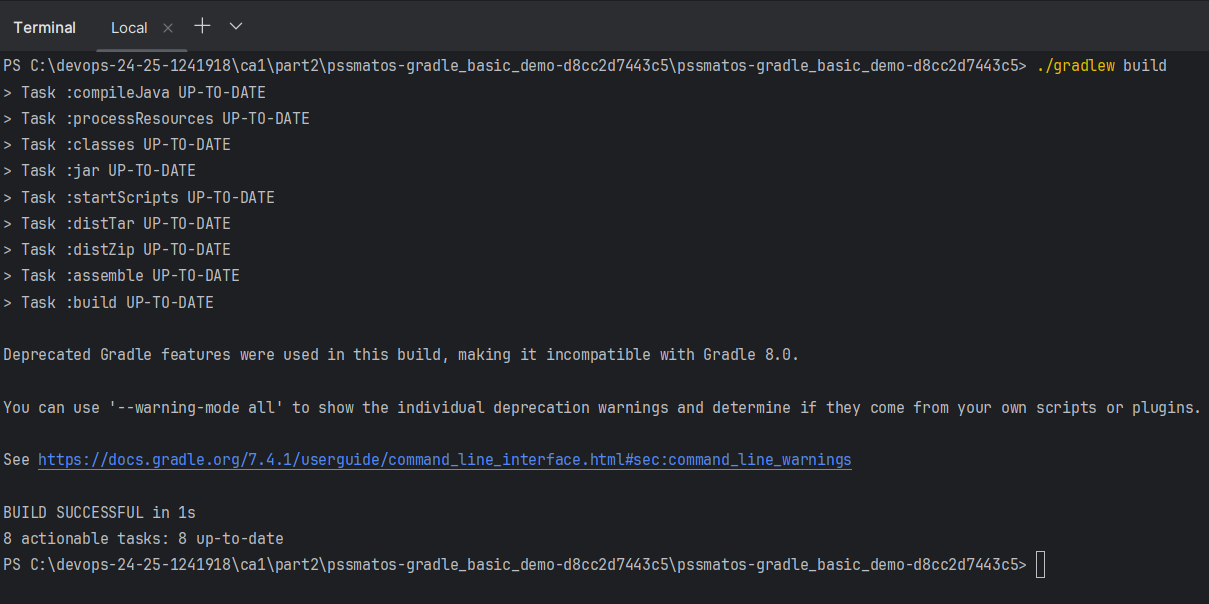 Terminal
Local
PS C:\devops-24-25-1241918\ca1\part2\pssmatos-gradle_basic_demo-d8cc2d7443c5\pssmatos-gradle_basic_demo-d8cc2d7443c5> ./gradlew build
> Task :compileJava UP-TO-DATE
> Task :processResources UP-TO-DATE
> Task :classes UP-TO-DATE
> Task :jar UP-TO-DATE
> Task :startScripts UP-TO-DATE
> Task :distTar UP-TO-DATE
> Task :distZip UP-TO-DATE
> Task :assemble UP-TO-DATE
> Task :build UP-TO-DATE
Deprecated Gradle features were used in this build, making it incompatible with Gradle 8.0.
You can use '--warning-mode all' to show the individual deprecation warnings and determine if they come from your own scripts or plugins.
See https://docs.gradle.org/7.4.1/userguide/command_line_interface.html#sec:command_line_warnings
BUILD SUCCESSFUL in 1s
8 actionable tasks: 8 up-to-date
PS C:\devops-24-25-1241918\ca1\part2\pssmatos-gradle_basic_demo-d8cc2d7443c5\pssmatos-gradle_basic_demo-d8cc2d7443c5>